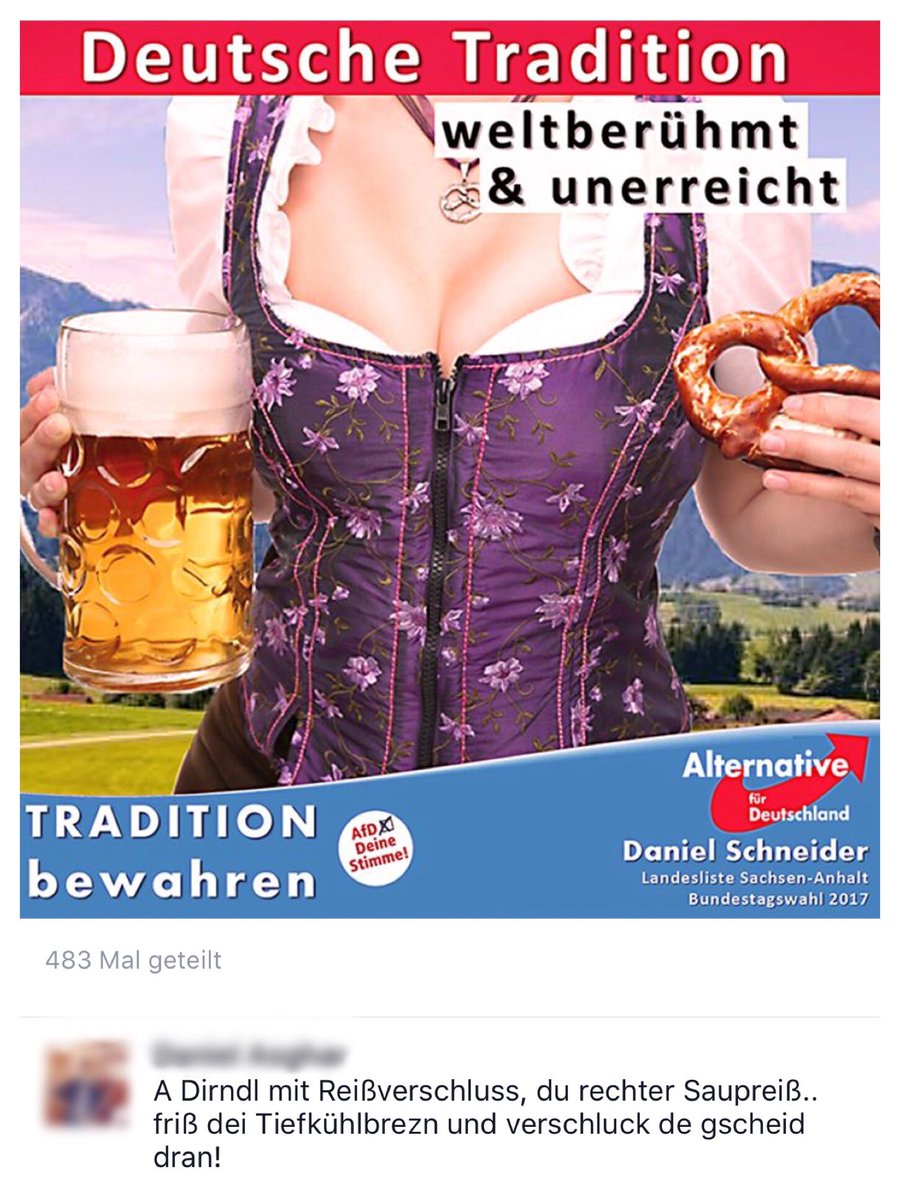 Deutsche Tradition
weltberühmt
& unerreicht
TRADITION
bewahren
AfD
Deine
Stimme!
Alternative
für
Deutschland
Daniel Schneider
Landesliste Sachsen-Anhalt
Bundestagswahl 2017
483 Mal geteilt
A Dirndl mit Reißverschluss, du rechter Saupreiß..
friß dei Tiefkühlbrezn und verschluck de gscheid
dran!